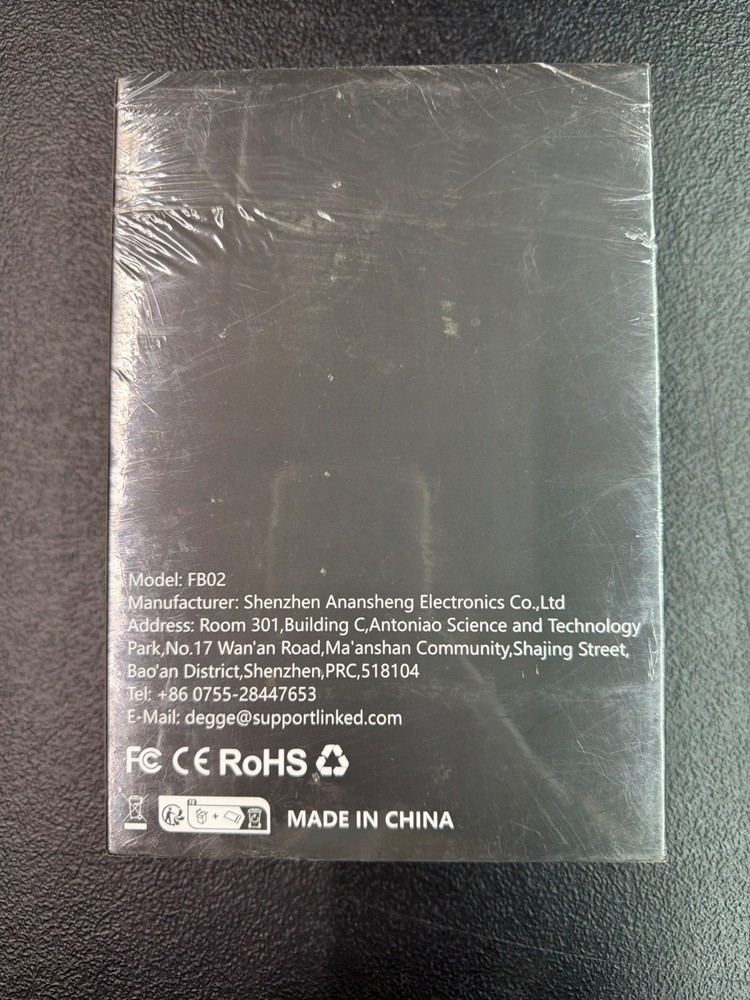 Model: FB02
Manufacturer: Shenzhen Anansheng Electronics Co.,Ltd
Address: Room 301,Building C,Antoniao Science and Technology
Park,No.17 Wan'an Road,Ma'anshan Community,Shajing Street,
Bao'an District,Shenzhen,PRC,518104
Tel: +86 0755-28447653
E-Mail: degge@supportlinked.com
FC CE RoHS
FR + MADE IN CHINA